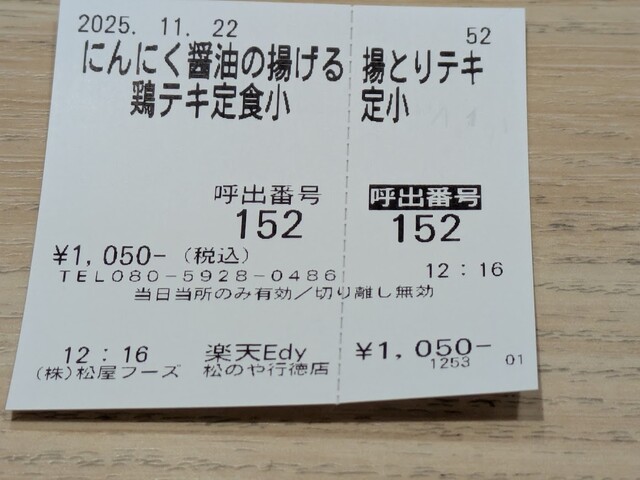 2025. 11. 22
にんにく醤油の揚げる
鶏テキ定食小
呼出番号
152
¥1,050-（税込）
TEL080-5928-0486
当日当所のみ有効／切り離し無効
12：16 楽天Edy
(株)松屋フーズ 松のや行徳店
52
揚とりテキ
定小
呼出番号
152
12：16
¥1,050-
1253 01